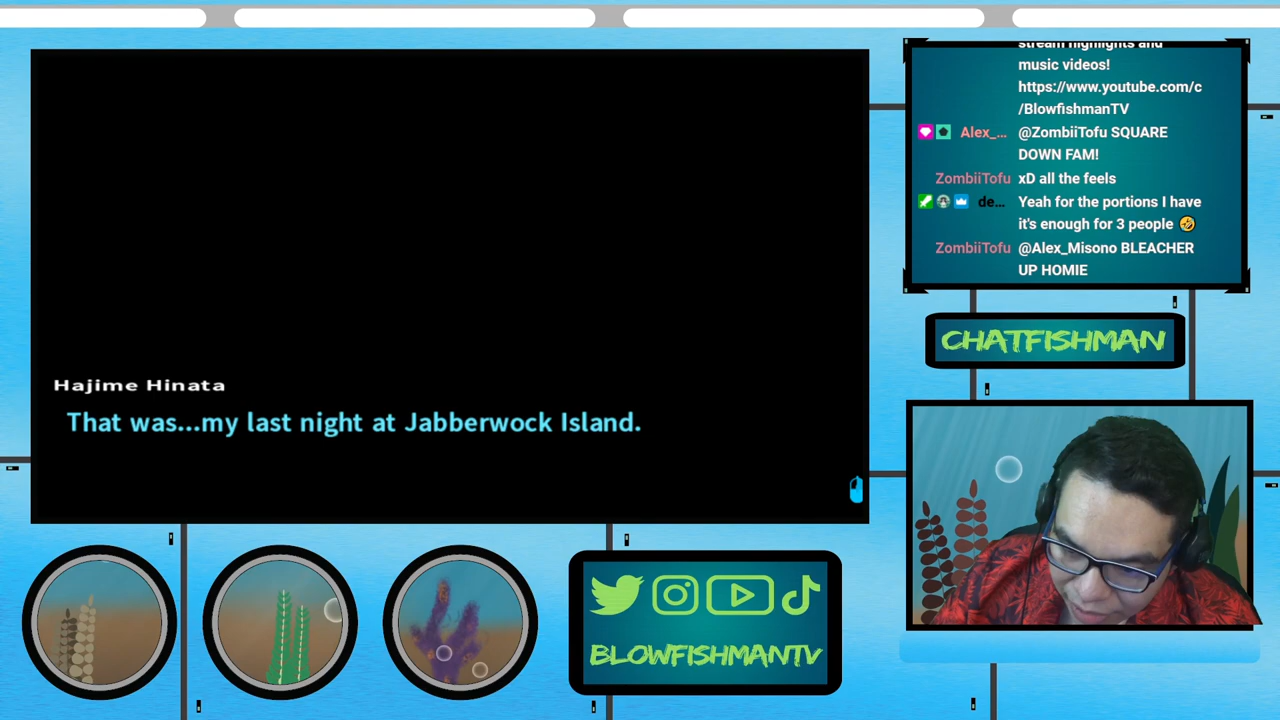 Hajime Hinata
That was...my last night at Jabberwock Island.
stream highlights and
music videos!
https://www.youtube.com/c
/BlowfishmanTV
Alex_... @ZombiiTofu SQUARE
DOWN FAM!
ZombiiTofu xD all the feels
de... Yeah for the portions I have
it's enough for 3 people 🤣
ZombiiTofu @Alex_Misono BLEACHER
UP HOMIE
CHATFISHMAN
BLOWFISHMANTV